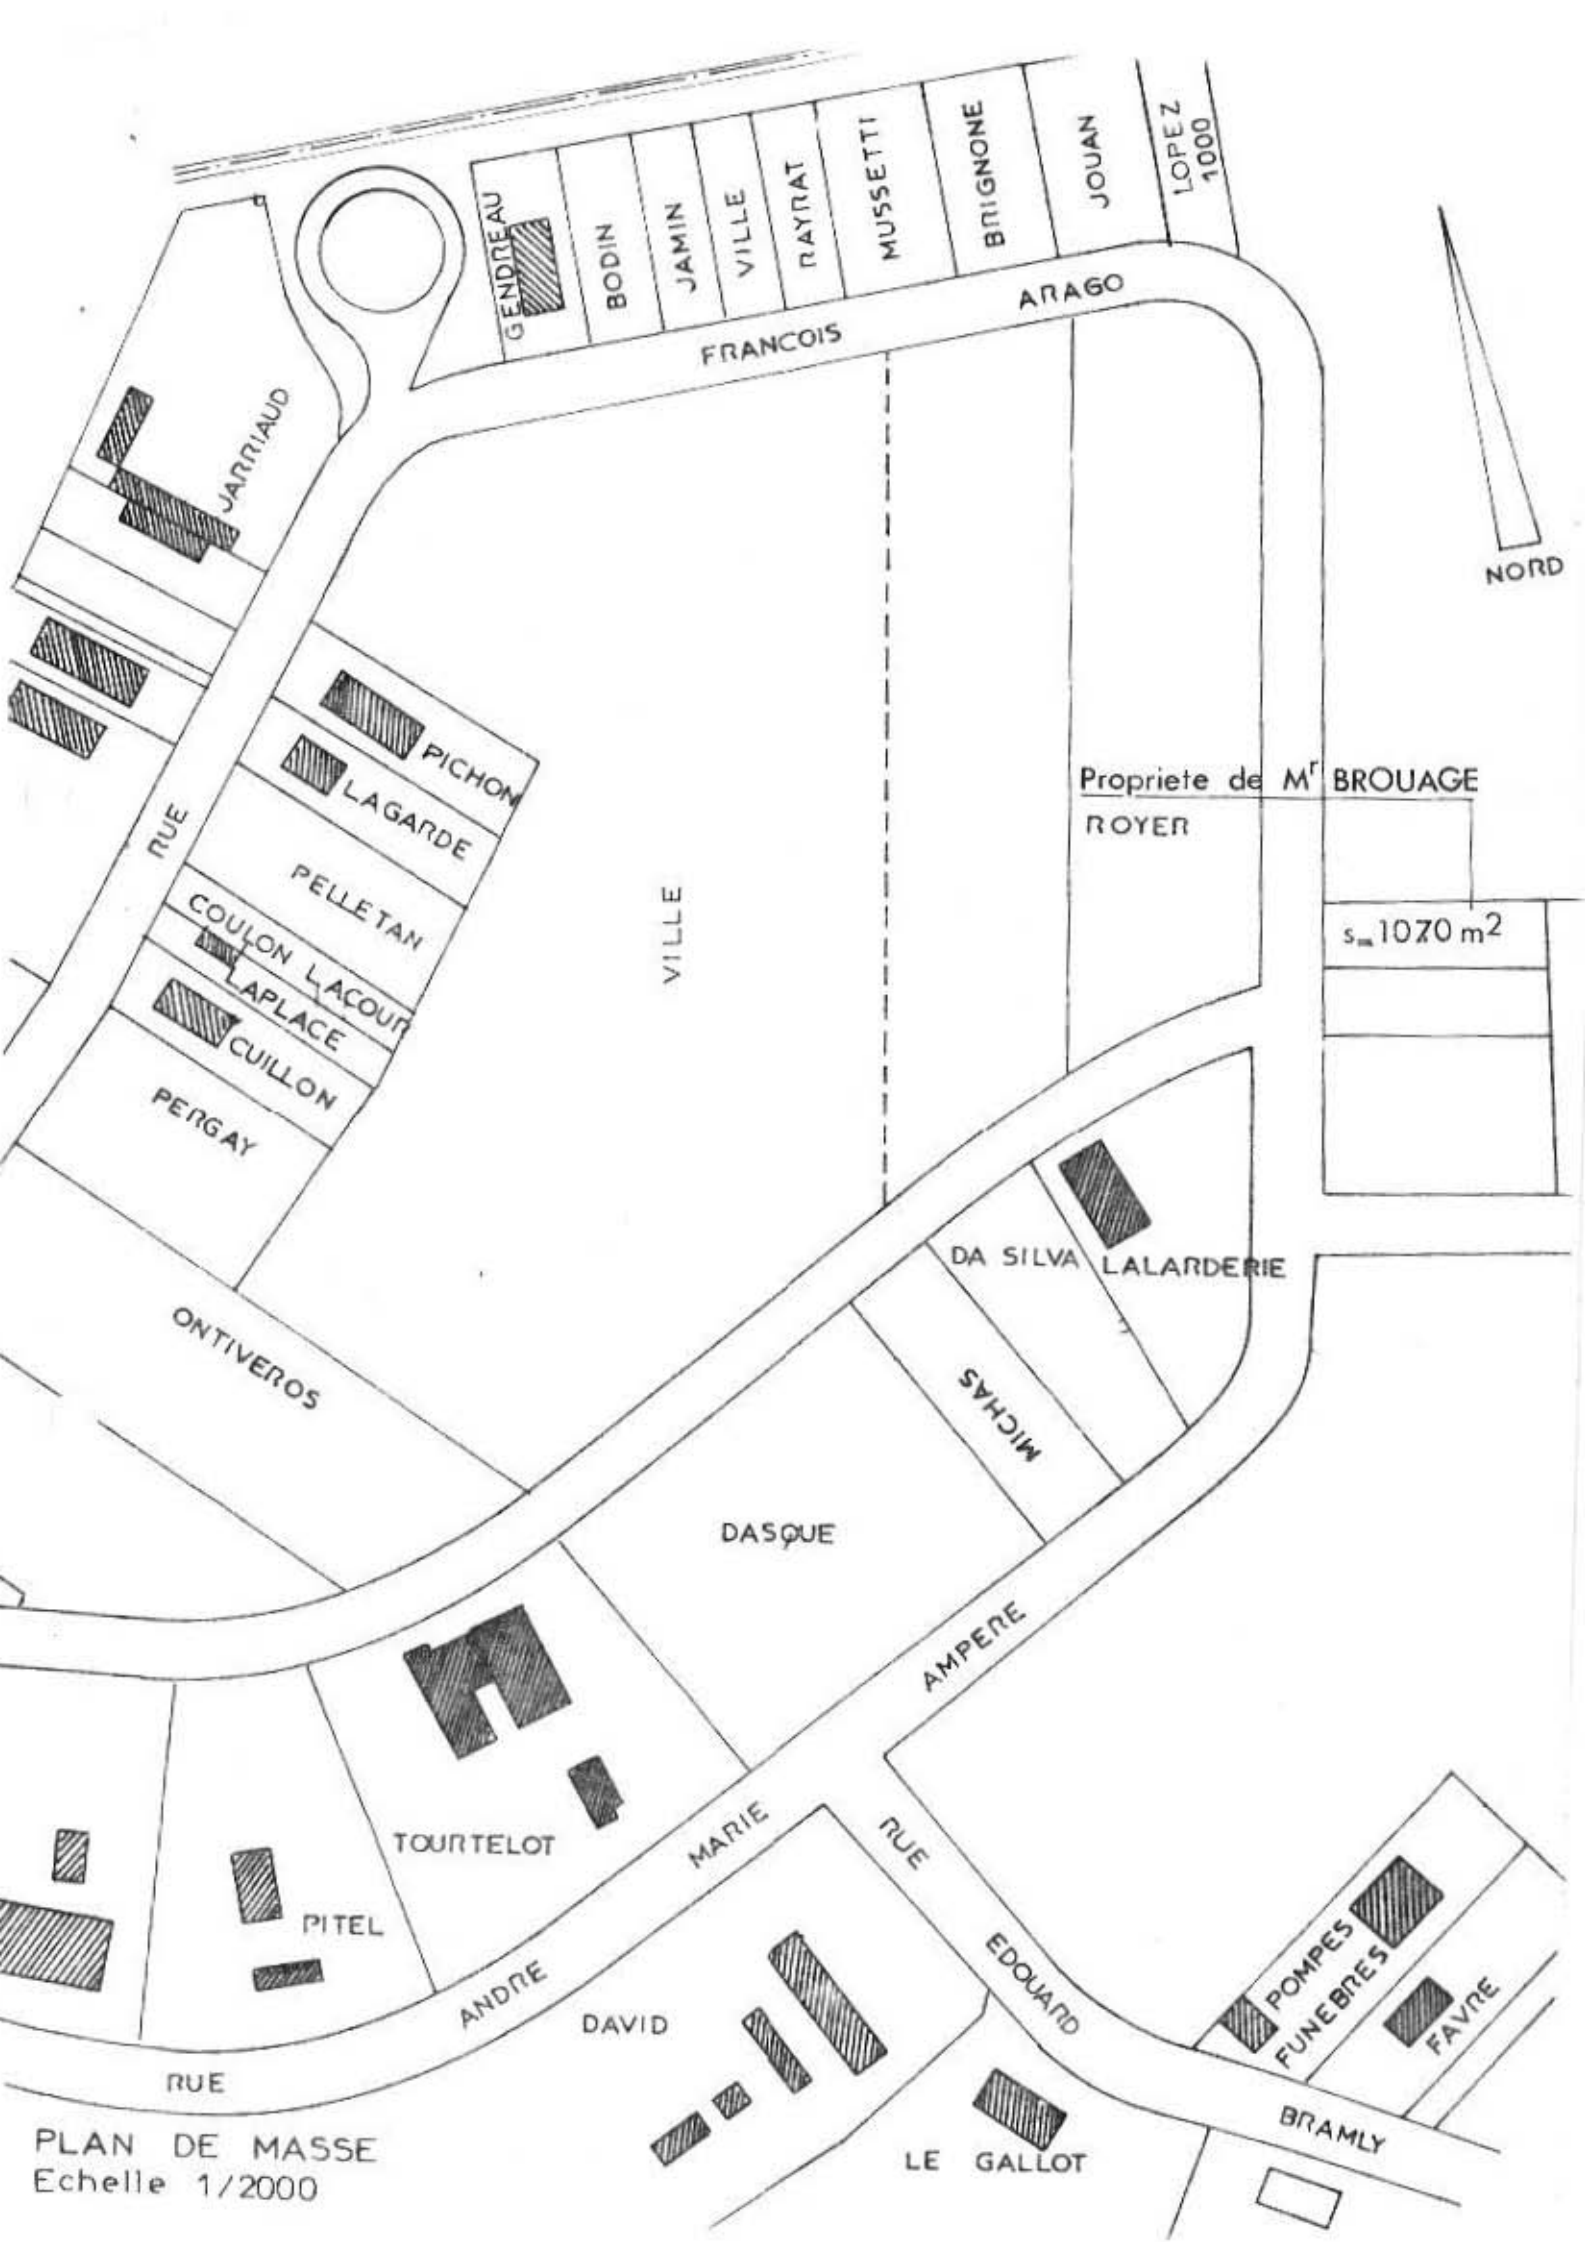 GENDREAU
BODIN
JAMIN
VILLE
RAYRAT
MUSSETTI
BRIGNONE
JOUAN
LOPEZ
1000
FRANCOIS
ARAGO
JARRIAUD
NORD
PICHON
LAGARDE
RUE
PELLETAN
COULON LACOUR
LAPLACE
CUILLON
PERGAY
VILLE
Propriete de Mr BROUAGE
ROYER
s= 1070 m2
DA SILVA
LALARDERIE
ONTIVEROS
MICHAS
DASQUE
AMPERE
TOURTELOT
MARIE
RUE
PITEL
ANDRE
DAVID
EDOUARD
POMPES
FUNEBRES
FAVRE
RUE
BRAMLY
LE GALLOT
PLAN DE MASSE
Echelle 1/2000